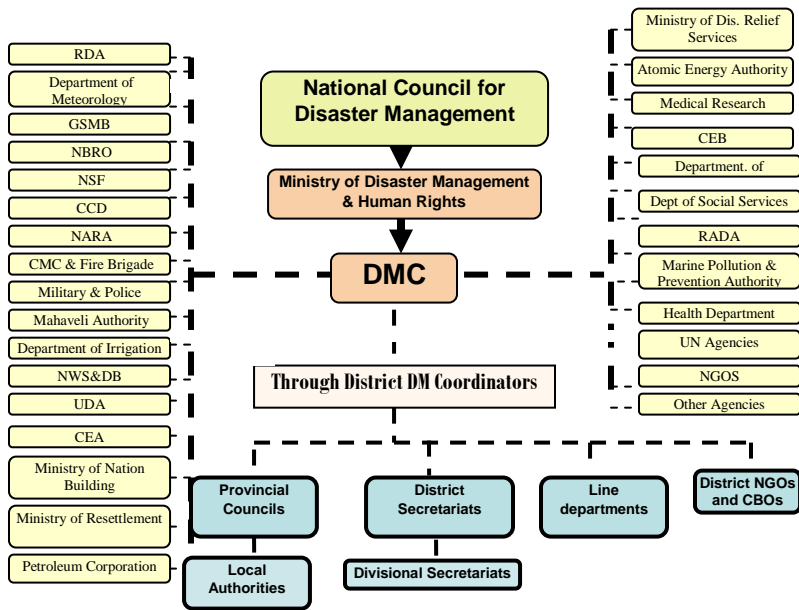 RDA
Department of
Meteorology
GSMB
NBRO
NSF
CCD
NARA
CMC & Fire Brigade
Military & Police
Mahaveli Authority
Department of Irrigation
NWS&DB
UDA
CEA
Ministry of Nation
Building
Ministry of Resettlement
Petroleum Corporation
National Council for
Disaster Management
Ministry of Disaster Management
& Human Rights
DMC
Through District DM Coordinators
Provincial
Councils
District
Secretariats
Line
departments
District NGOs
and CBOs
Local
Authorities
Divisional Secretariats
Ministry of Dis. Relief
Services
Atomic Energy Authority
Medical Research
CEB
Department. of
Dept of Social Services
RADA
Marine Pollution &
Prevention Authority
Health Department
UN Agencies
NGOS
Other Agencies